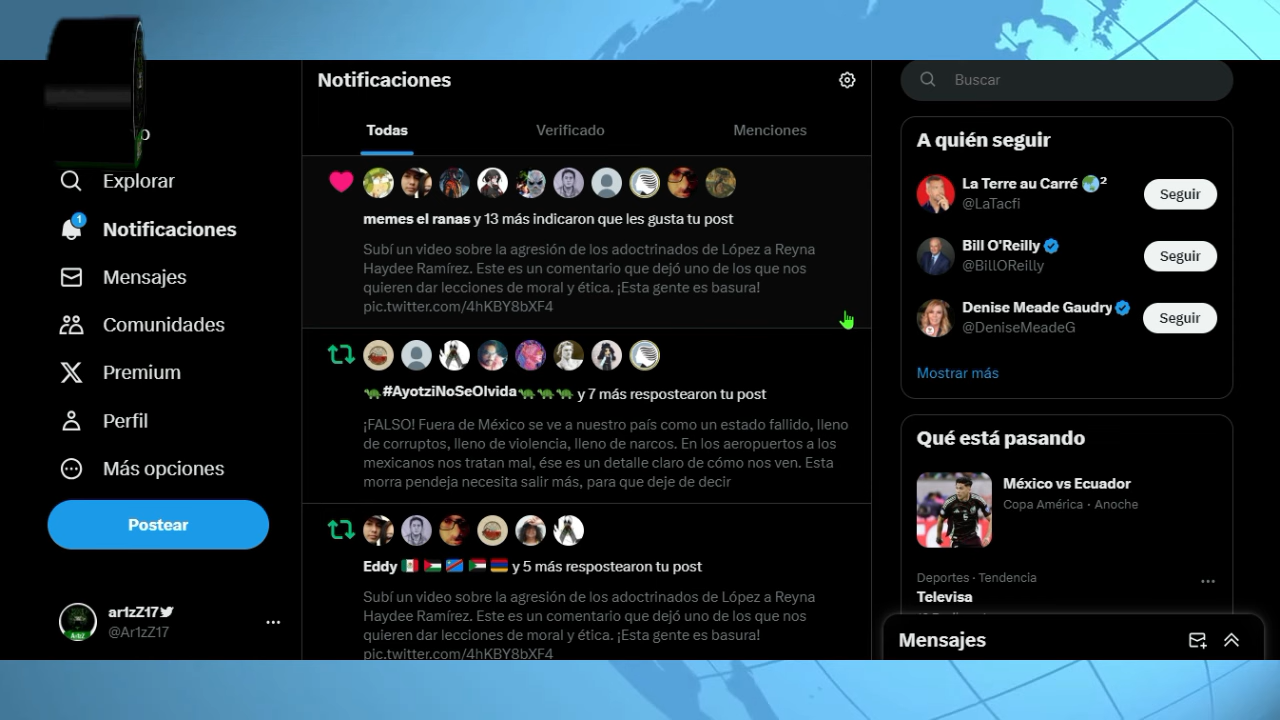 Explorar
1
Notificaciones
Mensajes
Comunidades
Premium
Perfil
Más opciones
Postear
ar1zZ17
@Ar1zZ17
Notificaciones
Todas
Verificado
Menciones
memes el ranas y 13 más indicaron que les gusta tu post
Subí un video sobre la agresión de los adoctrinados de López a Reyna
Haydee Ramírez. Este es un comentario que dejó uno de los que nos
quieren dar lecciones de moral y ética. ¡Esta gente es basura!
pic.twitter.com/4hKBY8bXF4
🐢#AyotziNoSeOlvida🐢🐢🐢 y 7 más respostearon tu post
¡FALSO! Fuera de México se ve a nuestro país como un estado fallido, lleno
de corruptos, lleno de violencia, lleno de narcos. En los aeropuertos a los
mexicanos nos tratan mal, ése es un detalle claro de cómo nos ven. Esta
morra pendeja necesita salir más, para que deje de decir
Eddy 🇲🇽 🇵🇸 🇨🇩 🇸🇩 🇦🇲 y 5 más respostearon tu post
Subí un video sobre la agresión de los adoctrinados de López a Reyna
Haydee Ramírez. Este es un comentario que dejó uno de los que nos
quieren dar lecciones de moral y ética. ¡Esta gente es basura!
pic.twitter.com/4hKBY8bXF4
Buscar
A quién seguir
La Terre au Carré 🌍²
@LaTacfi
Seguir
Bill O'Reilly
@BillOReilly
Seguir
Denise Meade Gaudry
@DeniseMeadeG
Seguir
Mostrar más
Qué está pasando
México vs Ecuador
Copa América · Anoche
Deportes · Tendencia
Televisa
Mensajes